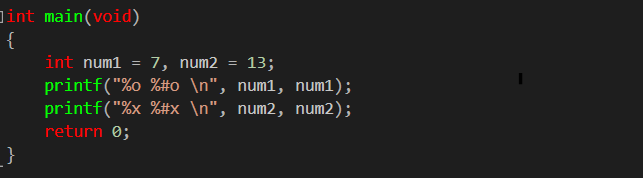 int main(void)
{
    int num1 = 7, num2 = 13;
    printf("%o %#o \n", num1, num1);
    printf("%x %#x \n", num2, num2);
    return 0;
}